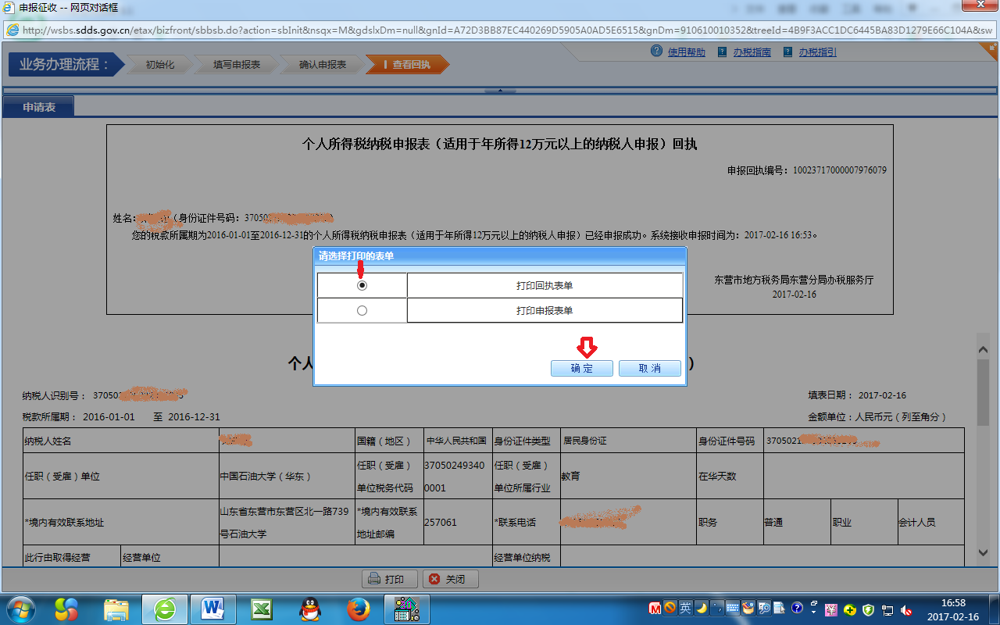 申报征收 -- 网页对话框
http://wsbs.sdds.gov.cn/etax/bizfront/sbbsb.do?action=sbInit&nsqx=M&gdslxDm=null&gnId=A72D3BB87EC440269D5905A0AD5E6515&gnDm=910610010352&treeId=4B9F3ACC1DC6445BA83D1279E66C104A&tsw
业务办理流程： 初始化 填写申报表 确认申报表 查看回执 使用帮助 办税指南 办税指引
申请表
个人所得税纳税申报表（适用于年所得12万元以上的纳税人申报）回执
申报回执编号：10023717000007976079
姓名： （身份证件号码：37050
您的税款所属期为2016-01-01至2016-12-31的个人所得税纳税申报表（适用于年所得12万元以上的纳税人申报）已经申报成功。系统接收申报时间为：2017-02-16 16:53。
请选择打印的表单
打印回执表单
东营市地方税务局东营分局办税服务厅
2017-02-16
打印申报表单
确 定 取 消
个人 ）
纳税人识别号： 37050 填表日期： 2017-02-16
税款所属期： 2016-01-01 至 2016-12-31 金额单位：人民币元（列至角分）
纳税人姓名 国籍（地区） 中华人民共和国 身份证件类型 居民身份证 身份证件号码 3705021
任职（受雇）单位 中国石油大学（华东） 任职（受雇）单位税务代码 370502493400001 任职（受雇）单位所属行业 教育 在华天数
*境内有效联系地址 山东省东营市东营区北一路739号石油大学 *境内有效联系地址邮编 257061 *联系电话 职务 普通 职业 会计人员
此行由取得经营 经营单位 经营单位纳税
打印 关闭
英
16:58
2017-02-16